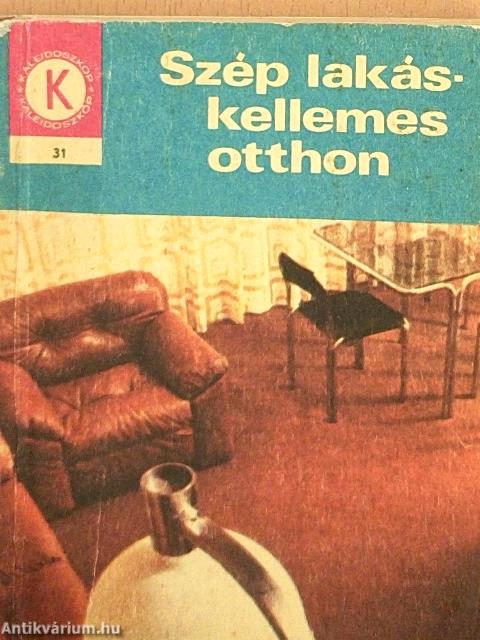 KALEIDOSZKÓP
K
KALEIDOSZKÓP
31
Szép lakás-
kellemes
otthon
Antikvárium.hu